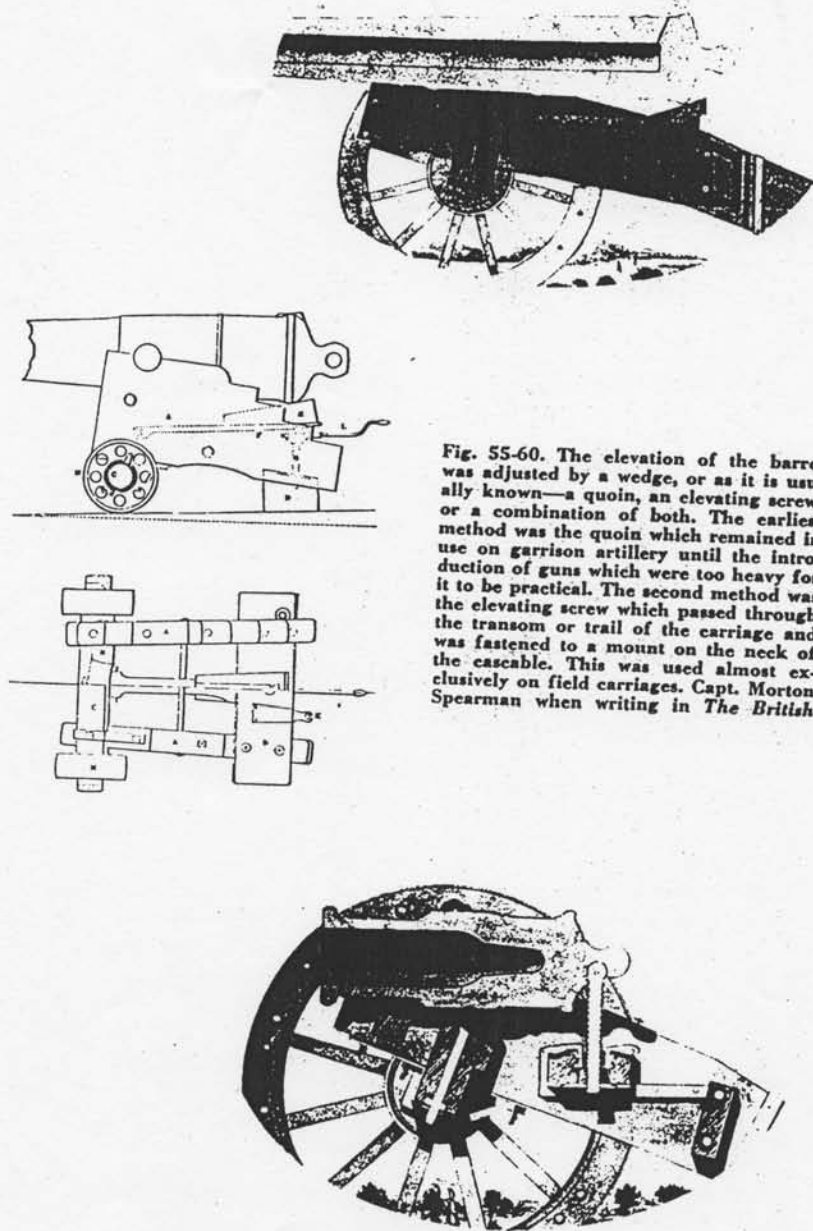 Fig. 55-60. The elevation of the barre
was adjusted by a wedge, or as it is usu
ally known—a quoin, an elevating screw
or a combination of both. The earlies
method was the quoin which remained in
use on garrison artillery until the intro
duction of guns which were too heavy for
it to be practical. The second method was
the elevating screw which passed through
the transom or trail of the carriage and
was fastened to a mount on the neck of
the cascable. This was used almost ex-
clusively on field carriages. Capt. Morton
Spearman when writing in The British